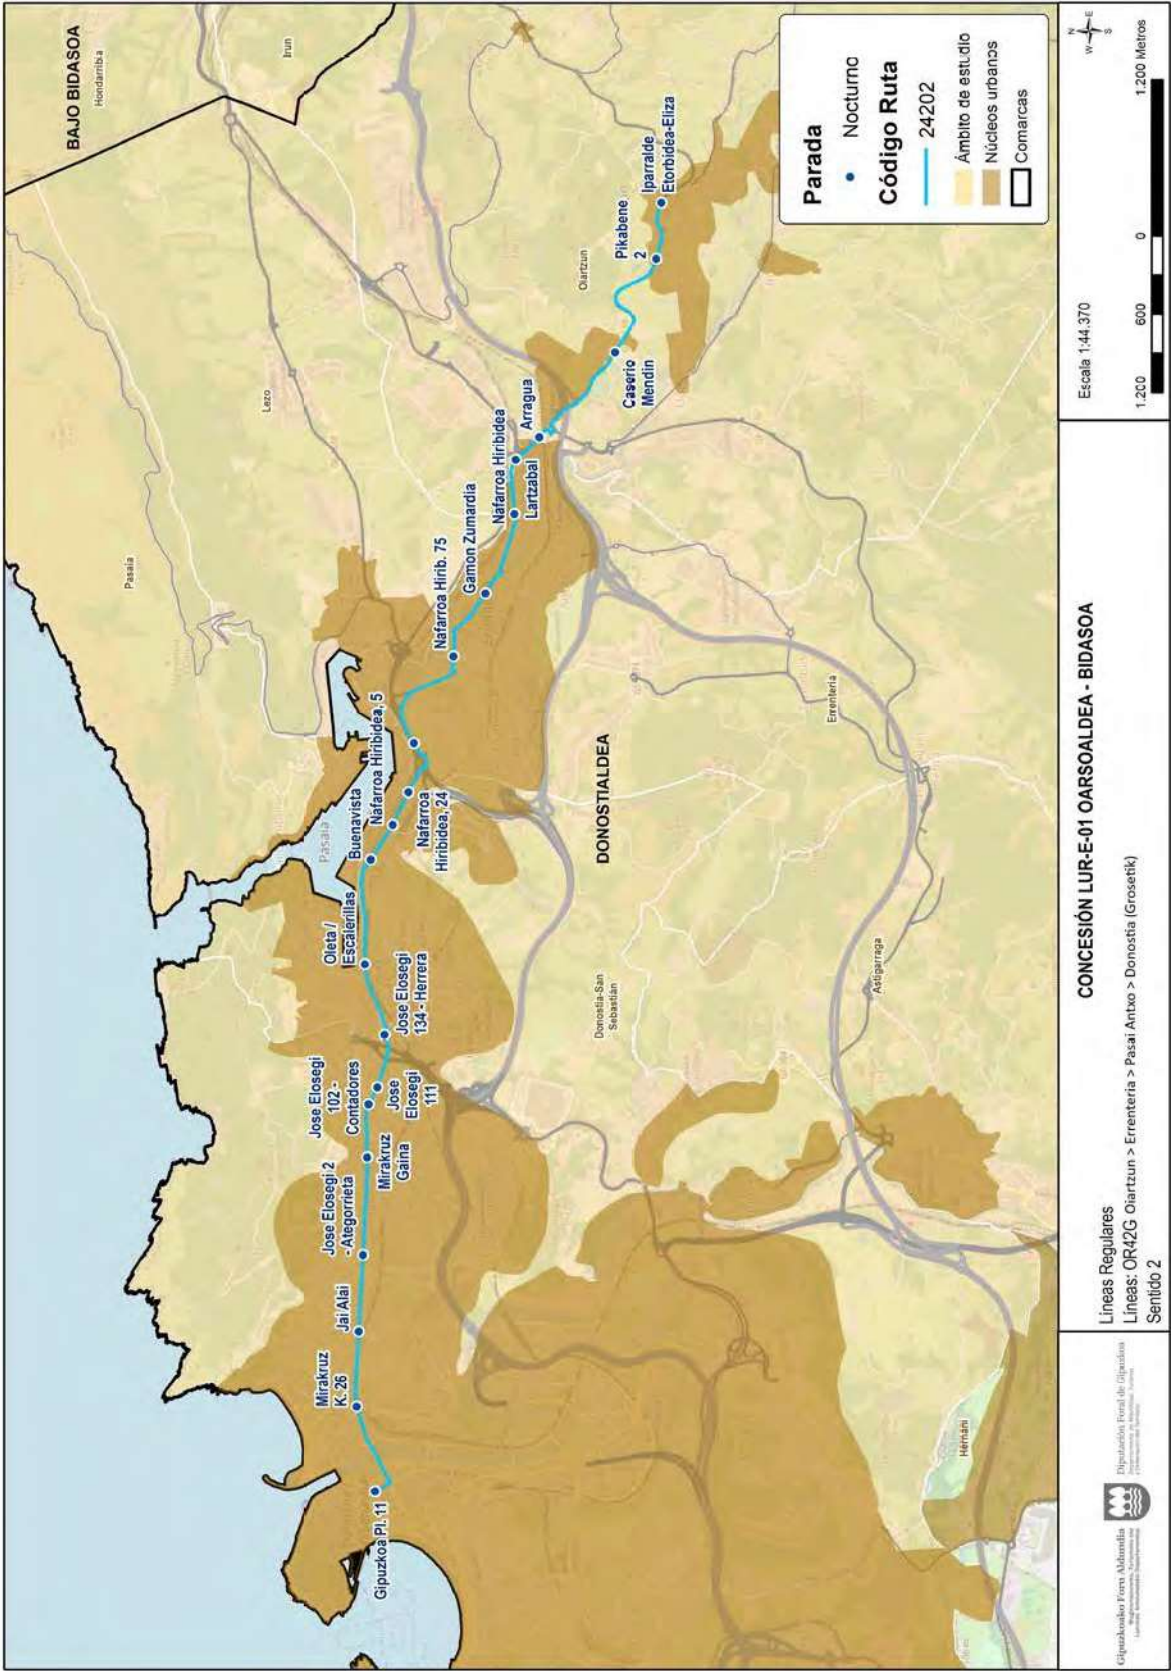 BAJO BIDASOA
Hondarribia
Irun
Lezo
Pasaia
Pasaia
Oiartzun
Errenteria
DONOSTIALDEA
Donostia-San
Sebastián
Astigarraga
Hernani
Gipuzkoa Pl. 11
Mirakruz
K. 26
Jai Alai
Jose Elosegi 2
- Ategorrieta
Mirakruz
Gaina
Jose Elosegi
102 -
Contadores
Jose
Elosegi
111
Jose Elosegi
134 - Herrera
Oleta /
Escalerillas
Buenavista
Nafarroa Hiribidea, 5
Nafarroa
Hiribidea, 24
Nafarroa Hirib. 75
Gamon Zumardia
Nafarroa Hiribidea
Lartzabal
Arragua
Caserio
Mendin
Pikabene
2
Iparralde
Etorbidea-Eliza
Parada
Nocturno
Código Ruta
24202
Ámbito de estudio
Núcleos urbanos
Comarcas
Gipuzkoako Foru Aldundia
Diputación Foral de Gipuzkoa
Líneas Regulares
Líneas: OR42G Oiartzun > Errenteria > Pasai Antxo > Donostia (Grosetik)
Sentido 2
CONCESIÓN LUR-E-01 OARSOALDEA - BIDASOA
Escala 1:44.370
1.200 600 0 1.200 Metros
N
W E
S